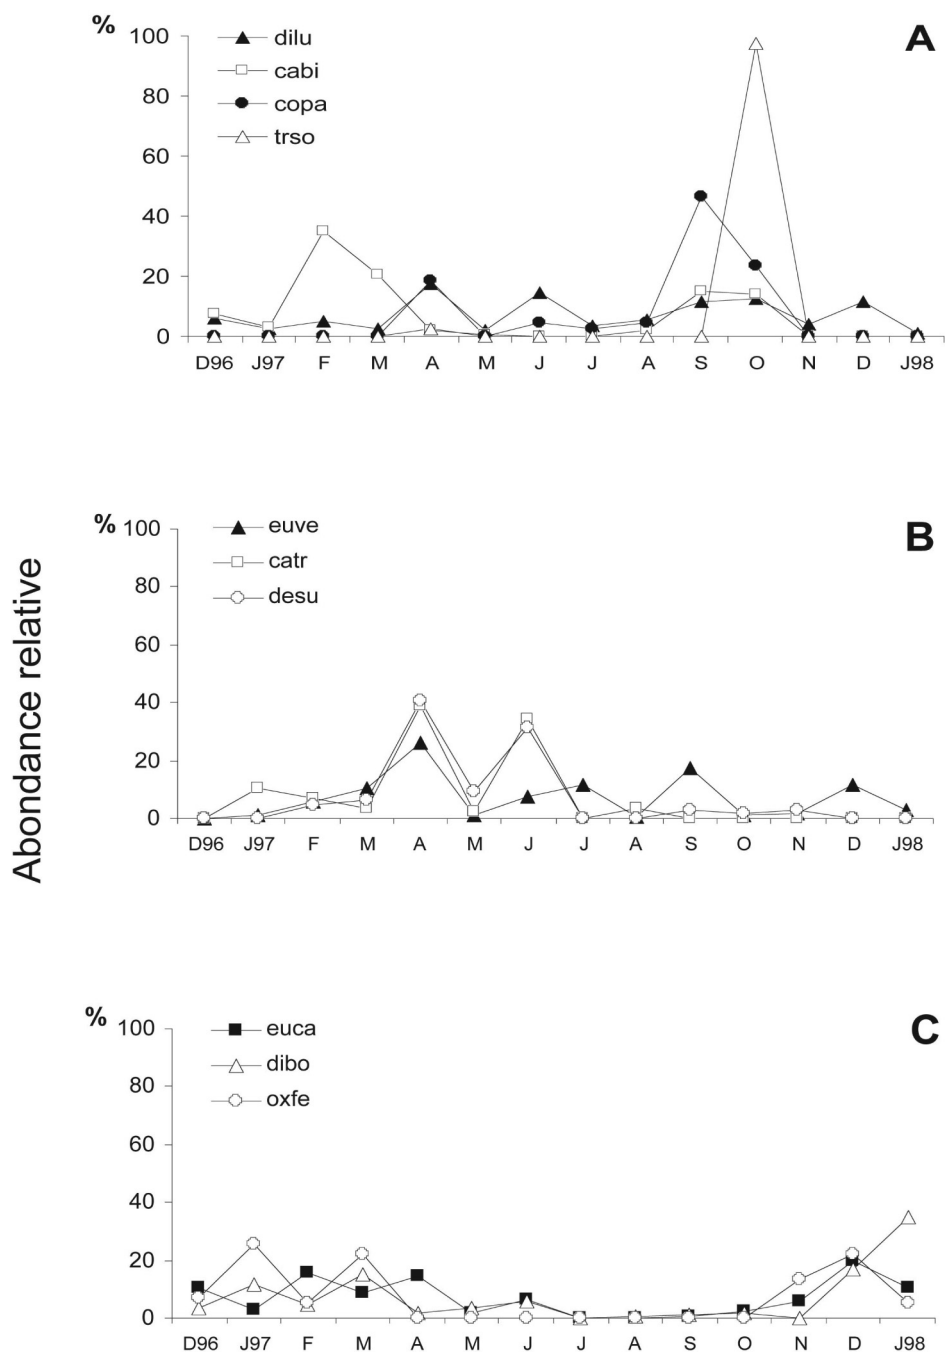 % 100 dilu A
cabi
80
copa
60 trso
40
20
0
D96 J97 F M A M J J A S O N D J98
Abondance relative
% 100 euve B
catr
80 desu
60
40
20
0
D96 J97 F M A M J J A S O N D J98
% 100 euca C
dibo
80 oxfe
60
40
20
0
D96 J97 F M A M J J A S O N D J98